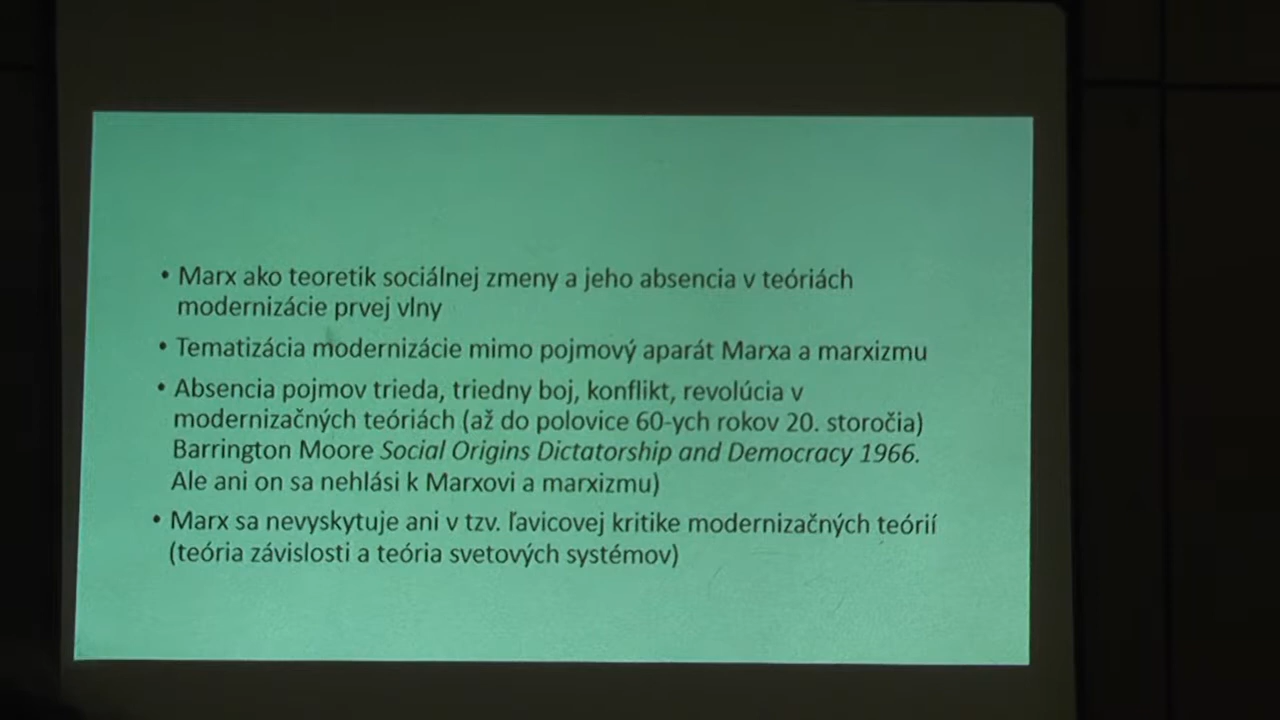 • Marx ako teoretik sociálnej zmeny a jeho absencia v teóriách
modernizácie prvej vlny
• Tematizácia modernizácie mimo pojmový aparát Marxa a marxizmu
• Absencia pojmov trieda, triedny boj, konflikt, revolúcia v
modernizačných teóriách (až do polovice 60-ych rokov 20. storočia)
Barrington Moore Social Origins Dictatorship and Democracy 1966.
Ale ani on sa nehlási k Marxovi a marxizmu)
• Marx sa nevyskytuje ani v tzv. ľavicovej kritike modernizačných teórií
(teória závislosti a teória svetových systémov)